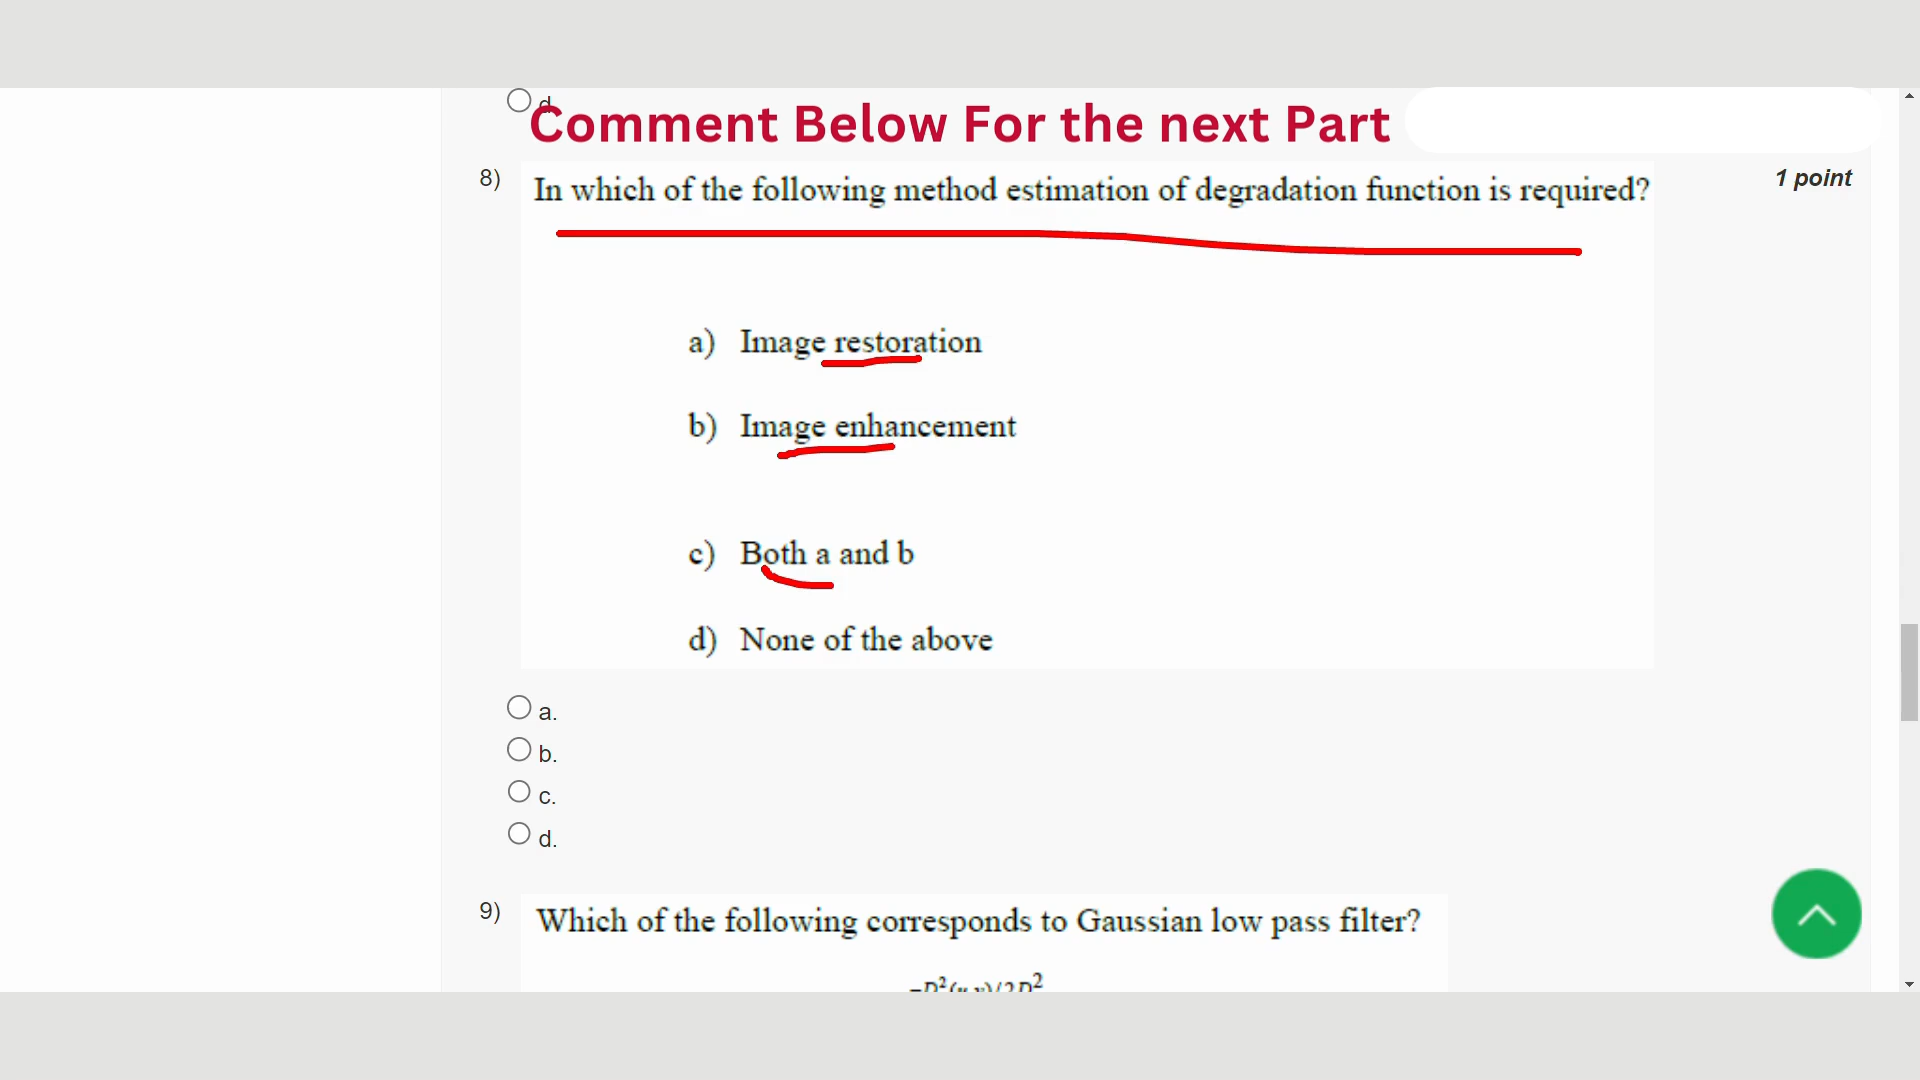 d.
Comment Below For the next Part
8) In which of the following method estimation of degradation function is required? 1 point
a) Image restoration
b) Image enhancement
c) Both a and b
d) None of the above
a.
b.
c.
d.
9) Which of the following corresponds to Gaussian low pass filter?